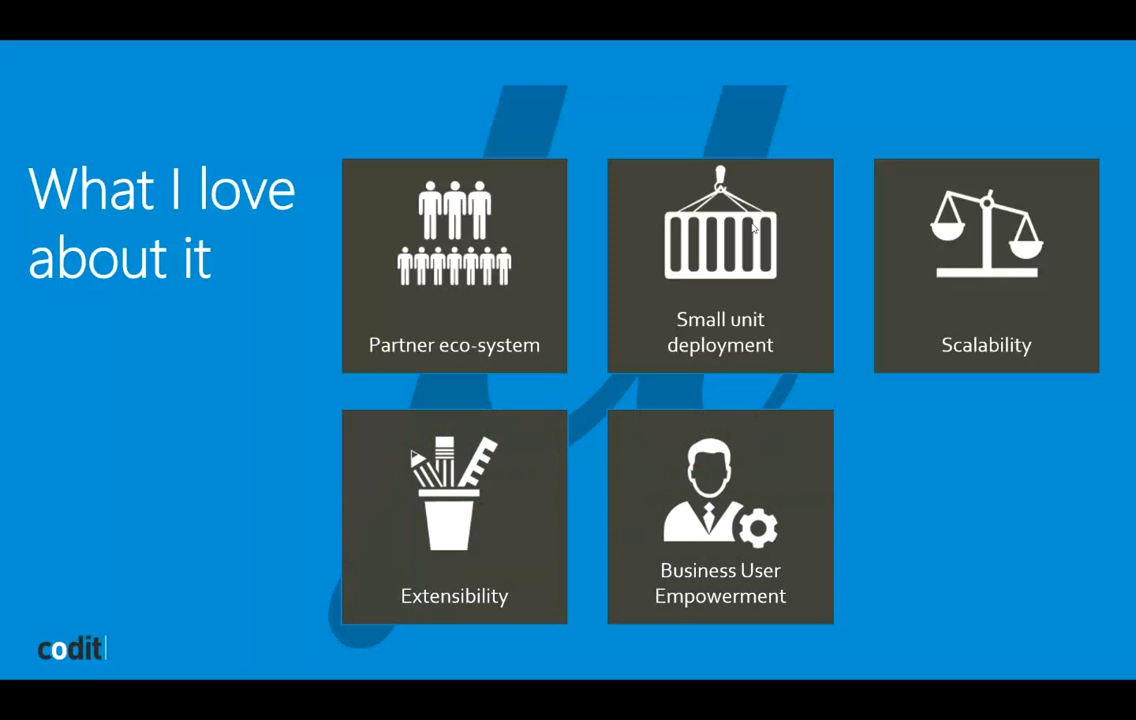 What I love
about it
Partner eco-system
Small unit
deployment
Scalability
Extensibility
Business User
Empowerment
codit